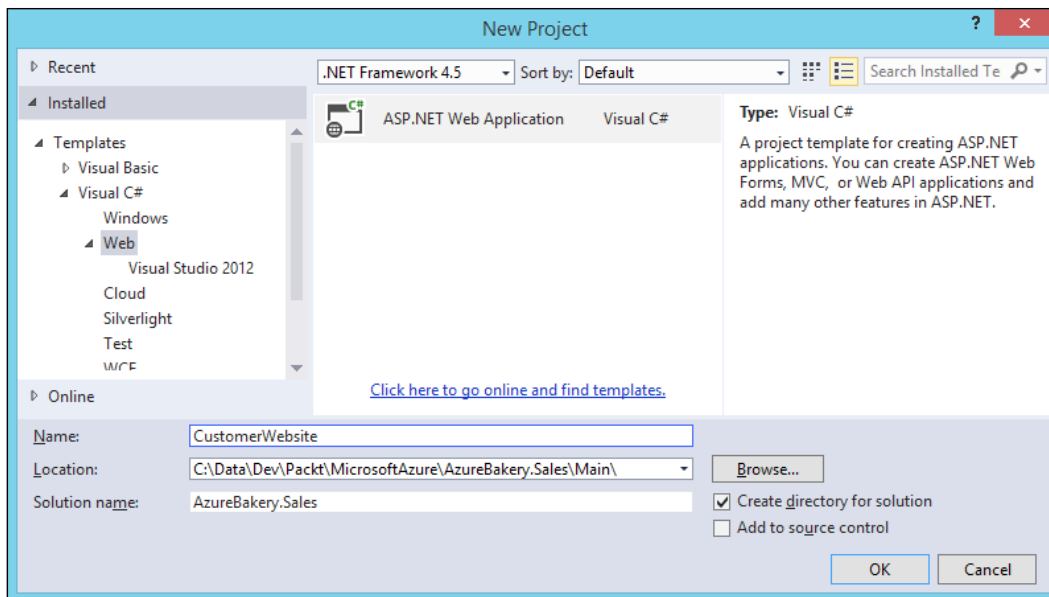 New Project
?
Recent
.NET Framework 4.5
Sort by: Default
Search Installed Te
Installed
Templates
Visual Basic
Visual C#
Windows
Web
Visual Studio 2012
Cloud
Silverlight
Test
WCF
Online
C#
ASP.NET Web Application
Visual C#
Click here to go online and find templates.
Type: Visual C#
A project template for creating ASP.NET
applications. You can create ASP.NET Web
Forms, MVC, or Web API applications and
add many other features in ASP.NET.
Name:
CustomerWebsite
Location:
C:\Data\Dev\Packt\MicrosoftAzure\AzureBakery.Sales\Main\
Browse...
Solution name:
AzureBakery.Sales
Create directory for solution
Add to source control
OK
Cancel